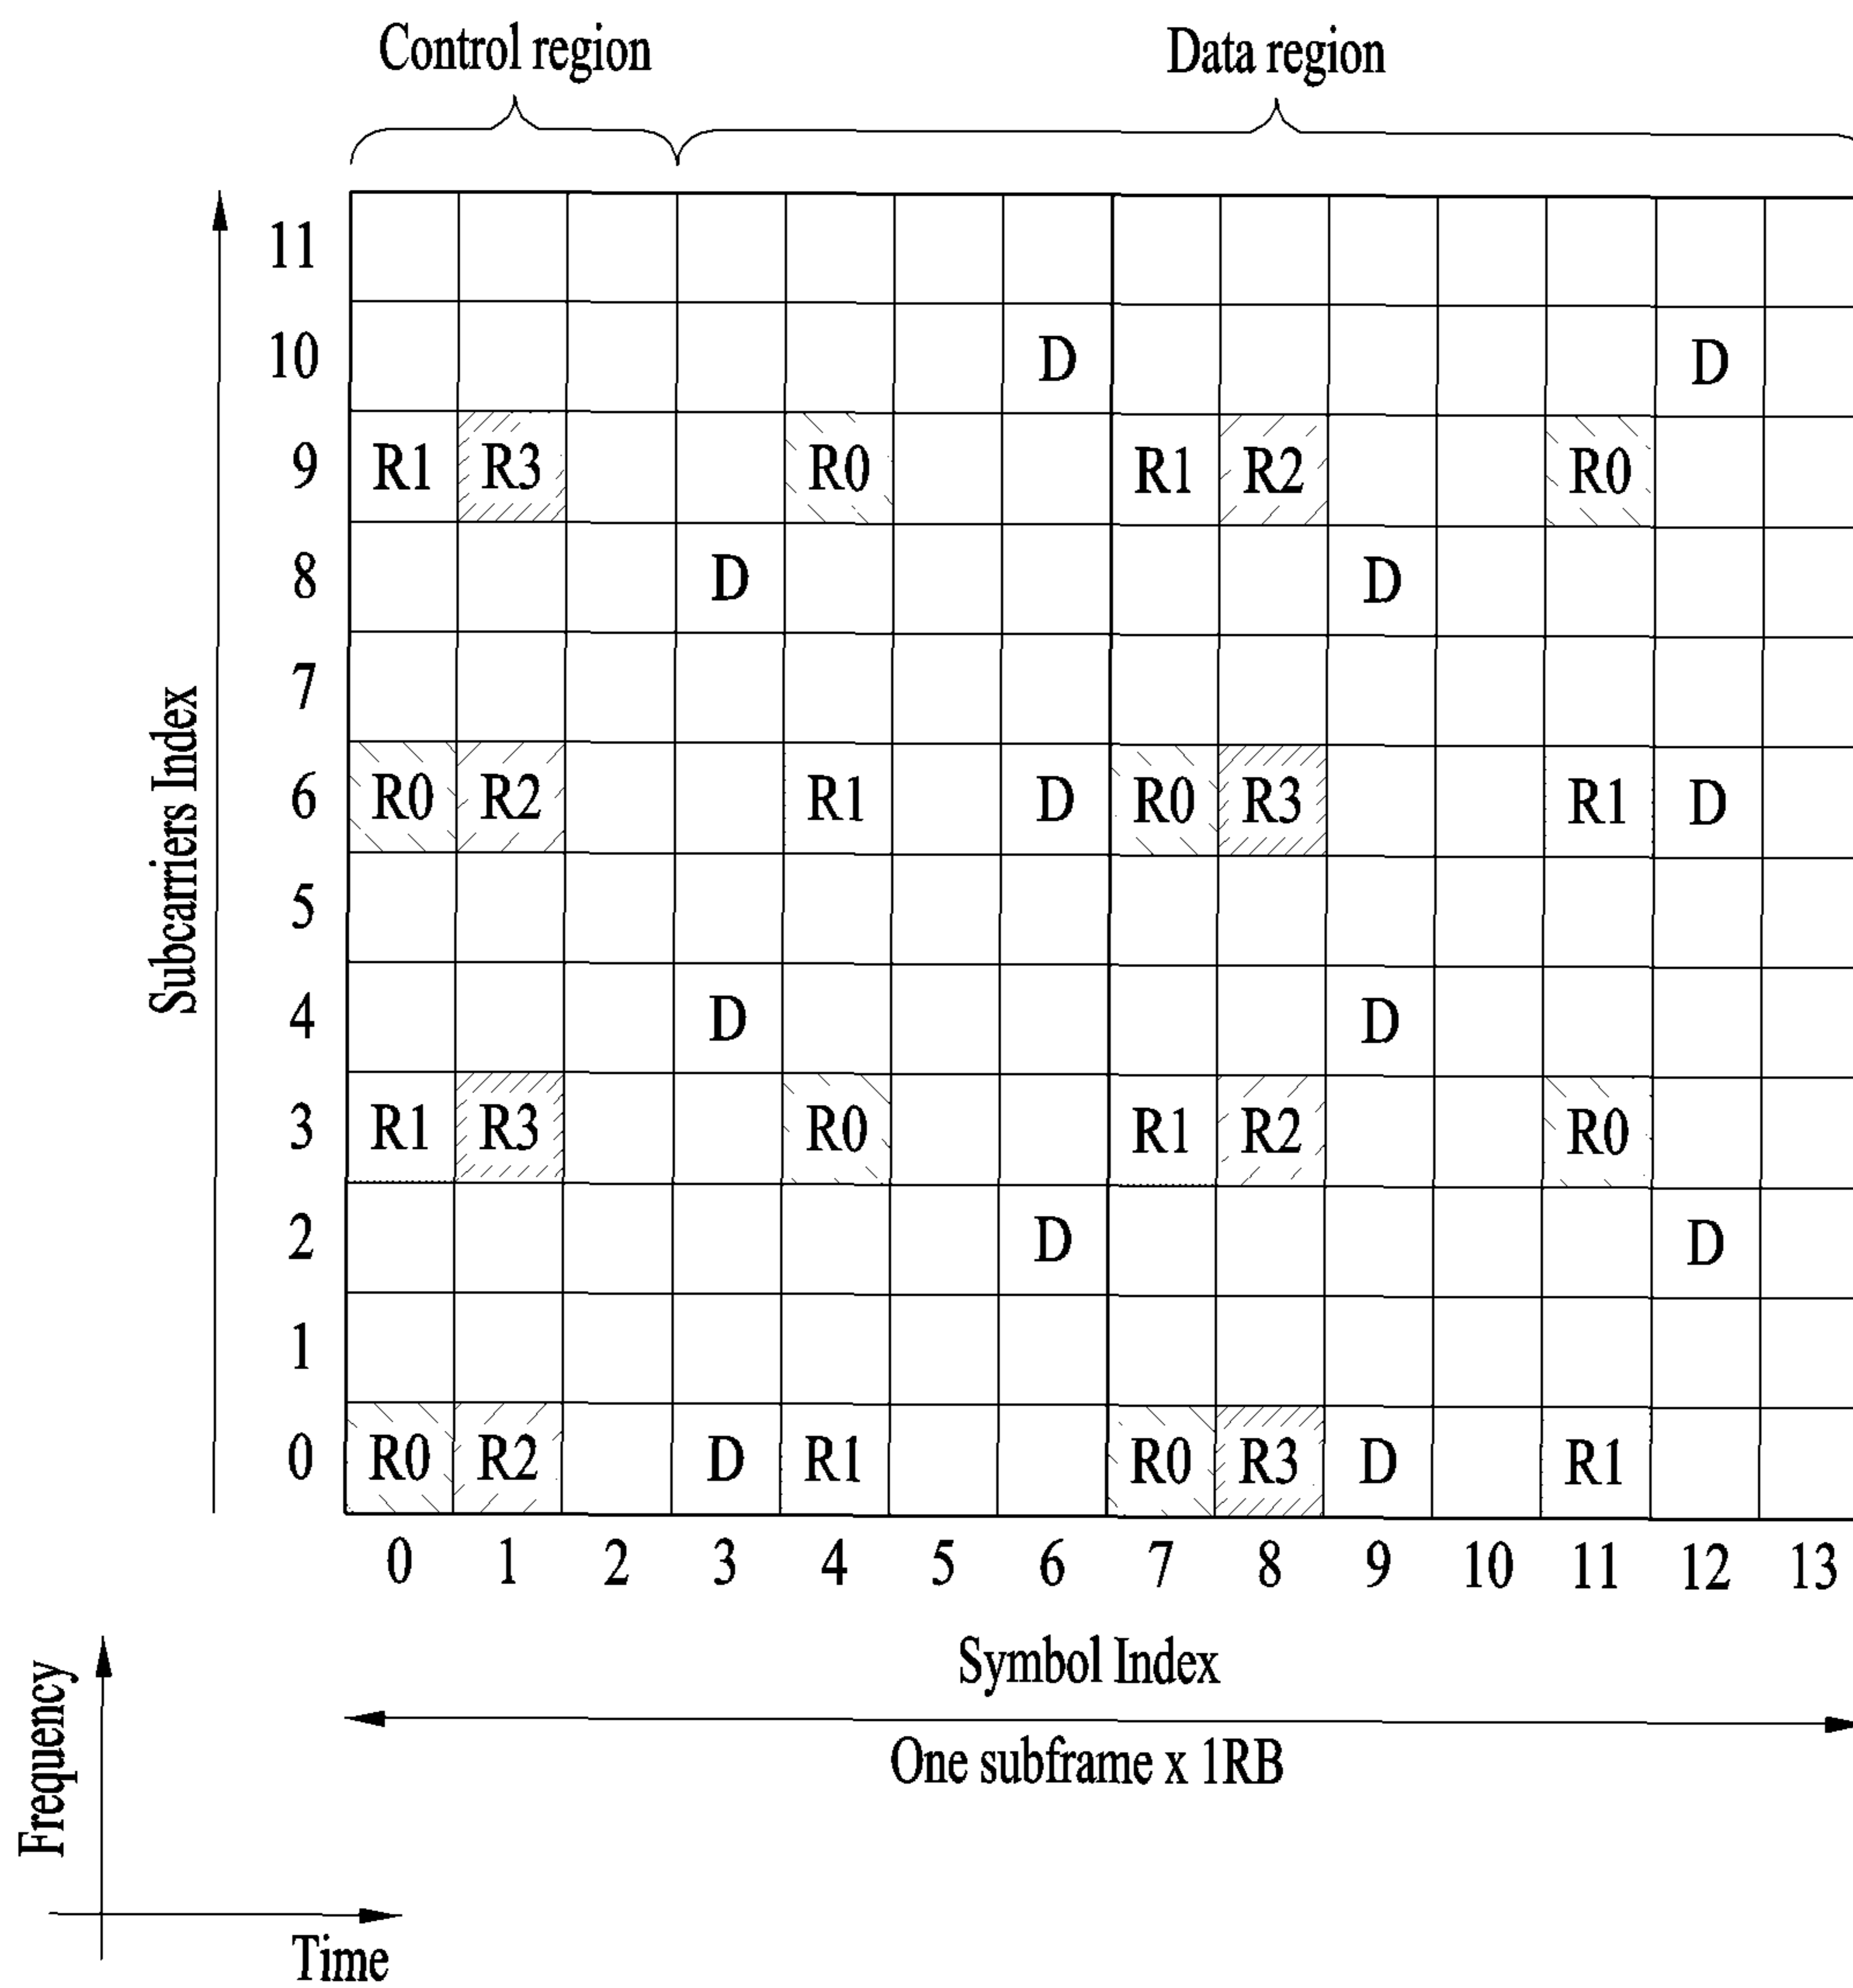 Control region Data region
11
10 D D
9 R1 R3 R0 R1 R2 R0
8 D D
7
6 R0 R2 R1 D R0 R3 R1 D
5
4 D D
3 R1 R3 R0 R1 R2 R0
2 D D
1
0 R0 R2 D R1 R0 R3 D R1
Subcarriers Index
0 1 2 3 4 5 6 7 8 9 10 11 12 13
Symbol Index
One subframe x 1RB
Frequency
Time